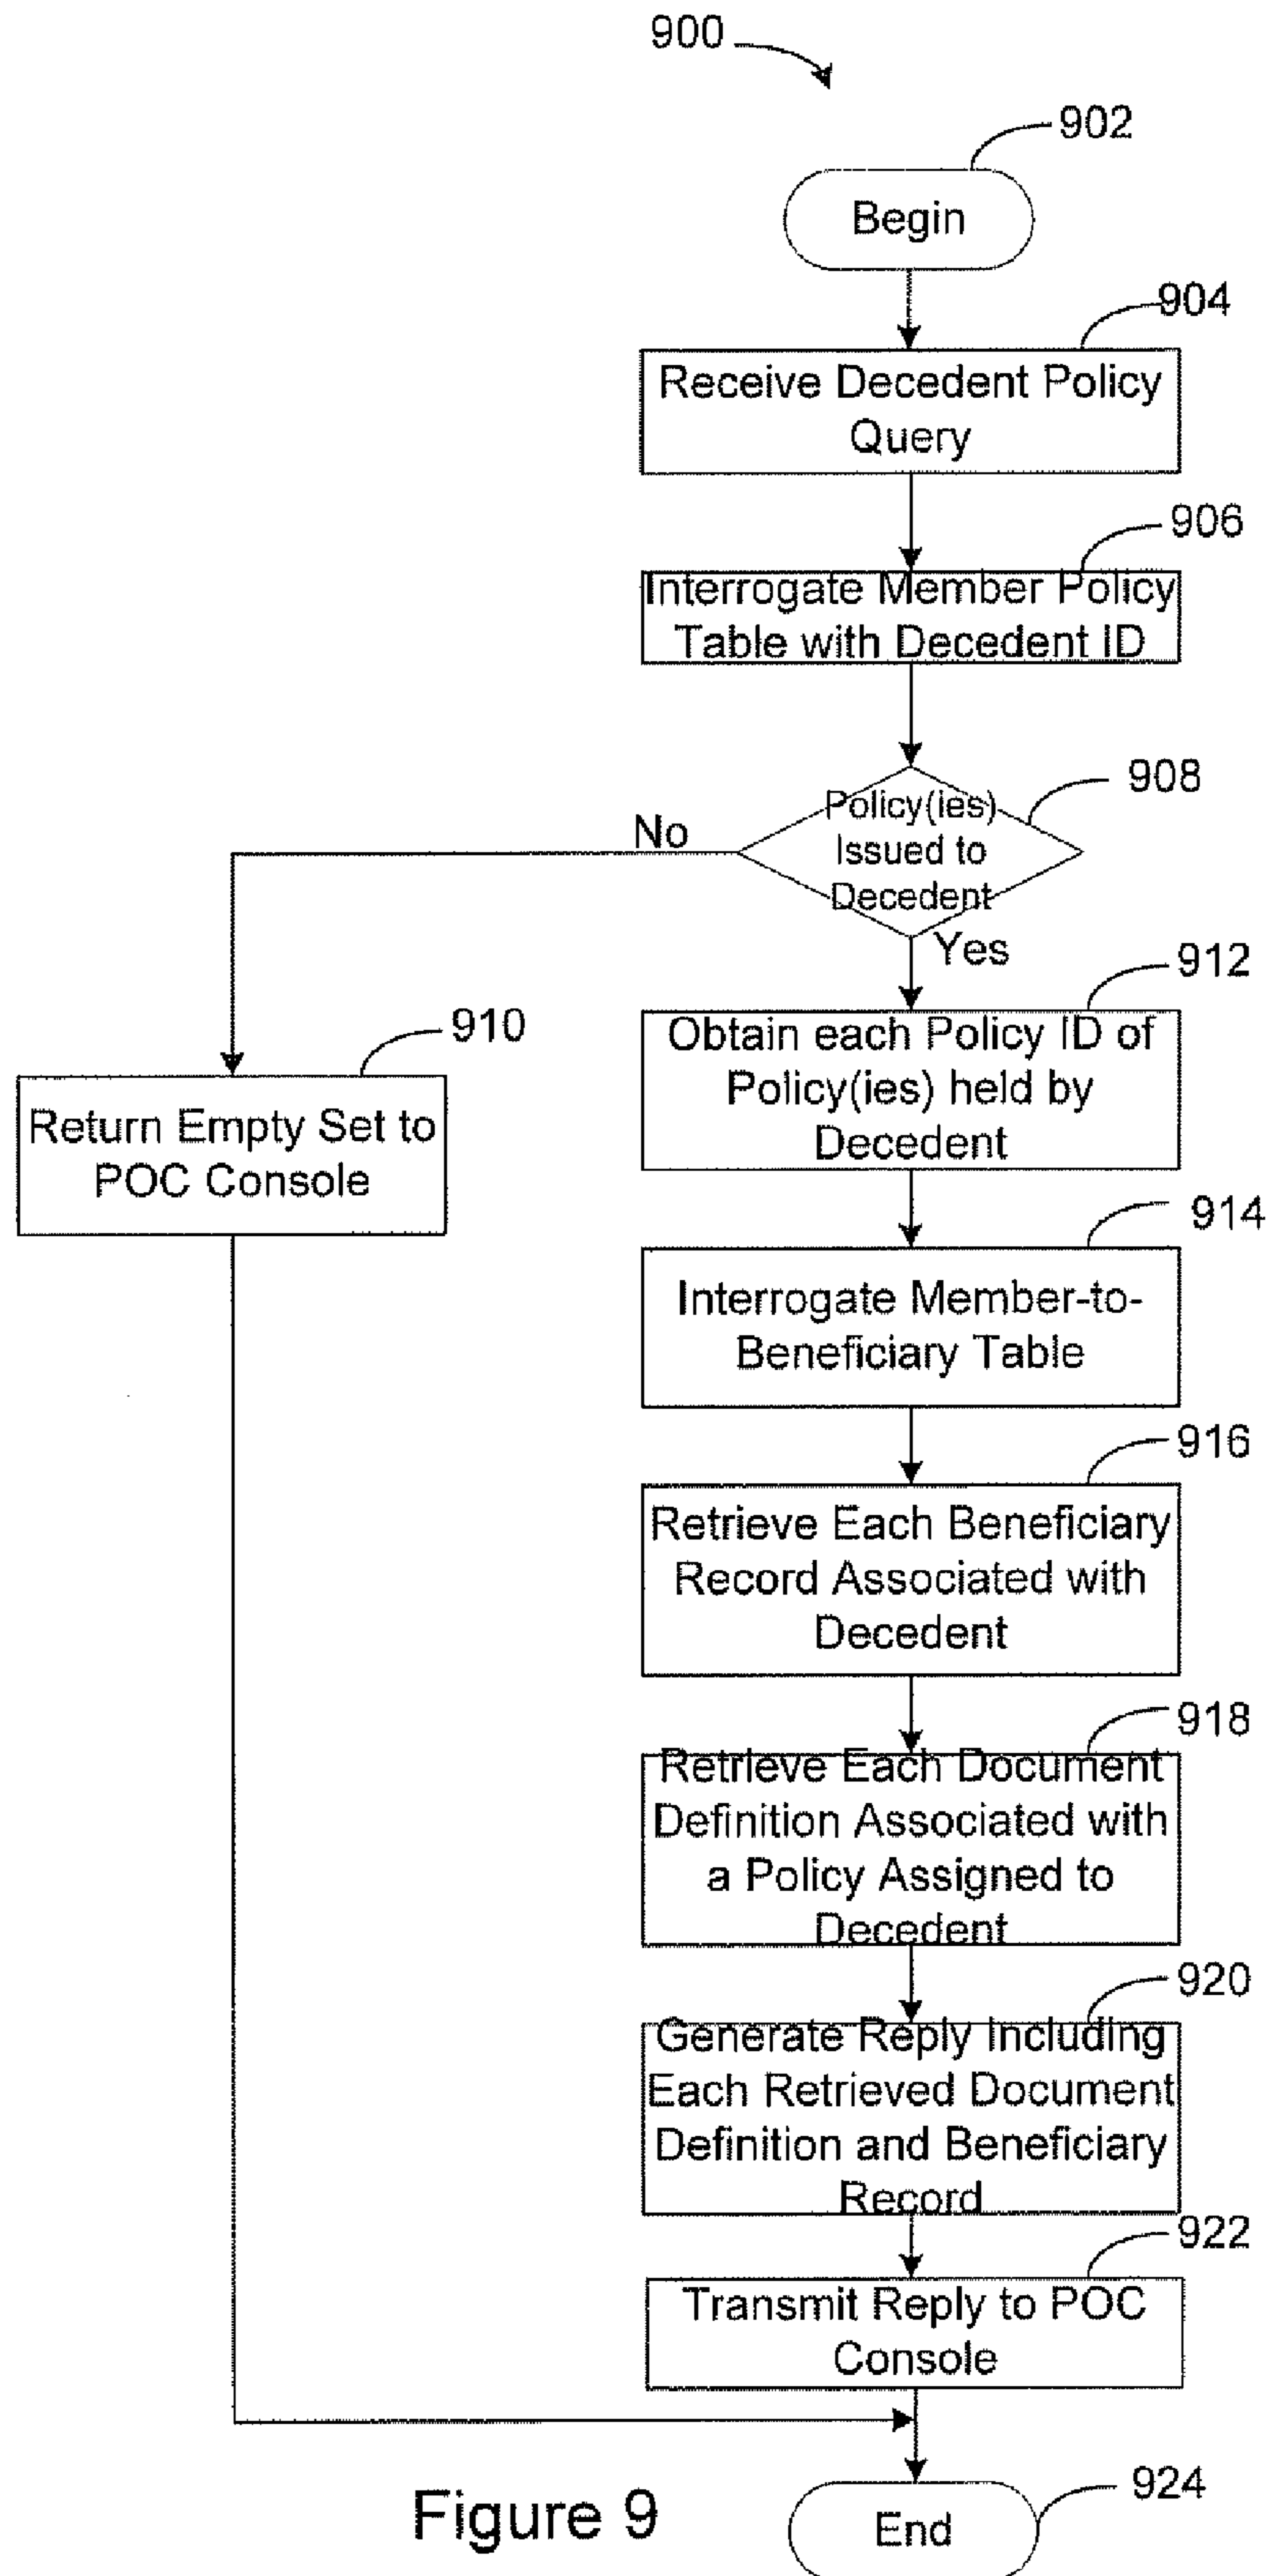 900
902
Begin
904
Receive Decedent Policy
Query
906
Interrogate Member Policy
Table with Decedent ID
908
Policy(ies)
Issued to
Decedent
No
Yes
912
Obtain each Policy ID of
Policy(ies) held by
Decedent
910
Return Empty Set to
POC Console
914
Interrogate Member-to-
Beneficiary Table
916
Retrieve Each Beneficiary
Record Associated with
Decedent
918
Retrieve Each Document
Definition Associated with
a Policy Assigned to
Decedent
920
Generate Reply Including
Each Retrieved Document
Definition and Beneficiary
Record
922
Transmit Reply to POC
Console
924
End
Figure 9